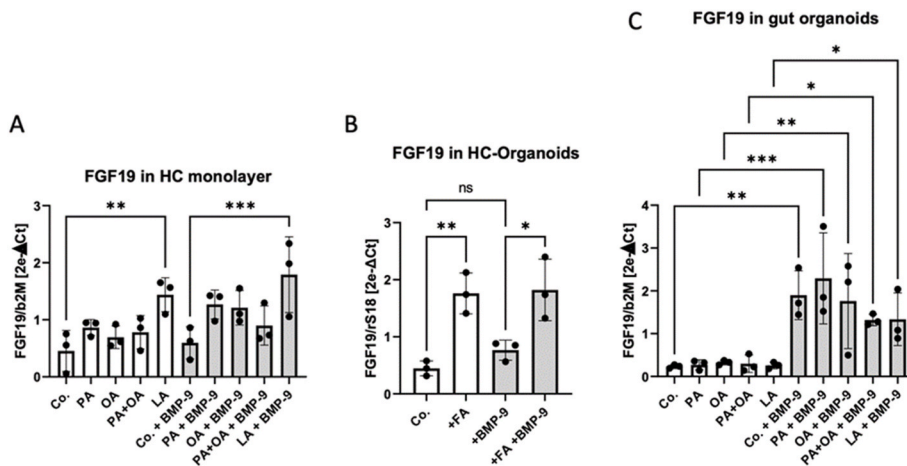 A
FGF19 in HC monolayer
FGF19/b2M [2e-▲Ct]
3
2
1
0
**
***
Co.
PA
OA
PA+OA
LA
Co. + BMP-9
PA + BMP-9
OA + BMP-9
PA+OA + BMP-9
LA + BMP-9
B
FGF19 in HC-Organoids
FGF19/rS18 [2e-ΔCt]
3
2
1
0
ns
**
*
Co.
+FA
+BMP-9
+FA +BMP-9
C
FGF19 in gut organoids
FGF19/b2M [2e-▲Ct]
4
3
2
1
0
*
*
**
***
**
Co.
PA
OA
PA+OA
LA
Co. + BMP-9
PA + BMP-9
OA + BMP-9
PA+OA + BMP-9
LA + BMP-9